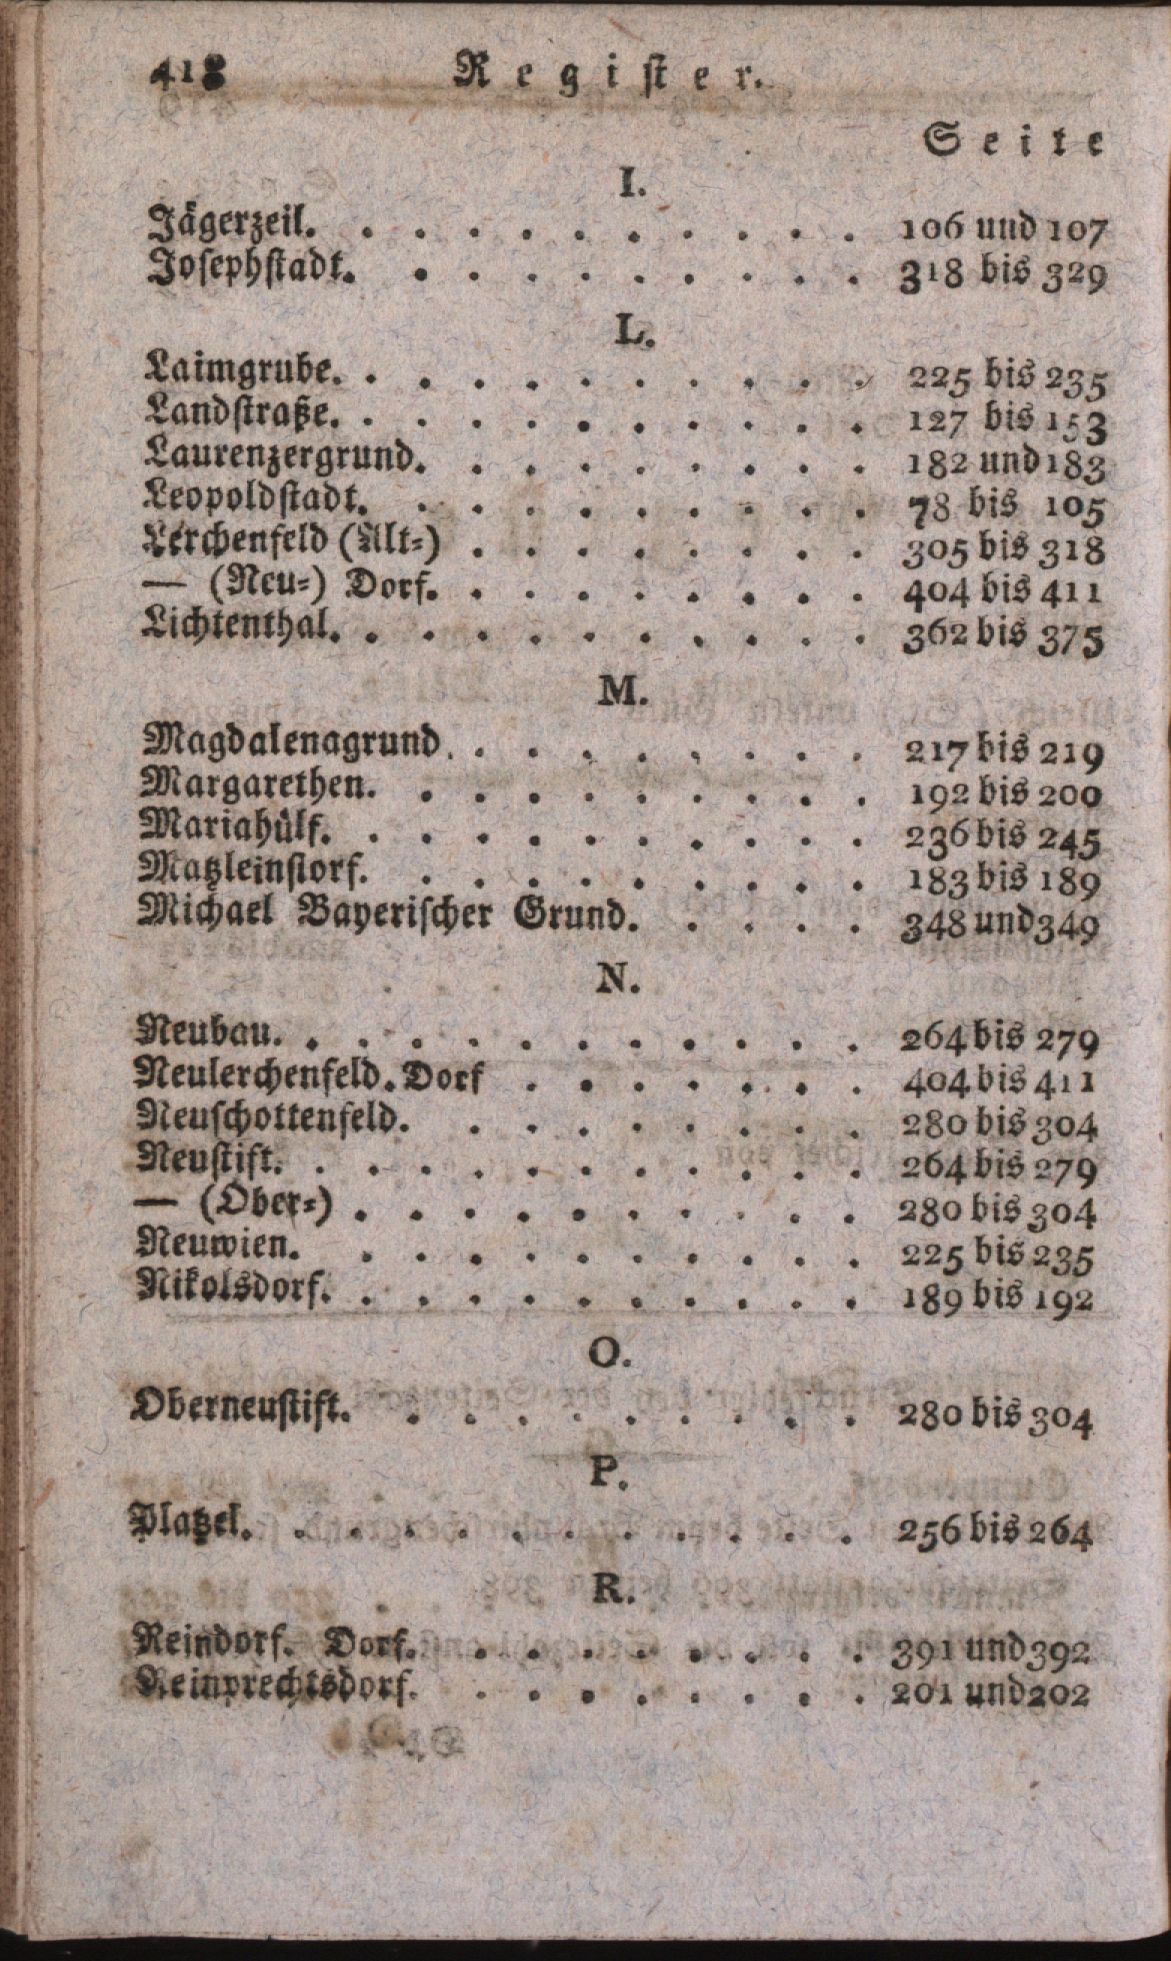 418 Register.
Seite
I.
Jägerzeil. . . . . . . . . . . 106 und 107
Josephstadt. . . . . . . . . . 318 bis 329
L.
Laimgrube. . . . . . . . . . . 225 bis 235
Landstraße. . . . . . . . . . . 127 bis 153
Laurenzergrund. . . . . . . . . 182 und 183
Leopoldstadt. . . . . . . . . . 78 bis 105
Lerchenfeld (Alt=) . . . . . . . . 305 bis 318
— (Neu=) Dorf. . . . . . . . . 404 bis 411
Lichtenthal. . . . . . . . . . . 362 bis 375
M.
Magdalenagrund. . . . . . . . . 217 bis 219
Margarethen. . . . . . . . . . 192 bis 200
Mariahülf. . . . . . . . . . . 236 bis 245
Matzleinstorf. . . . . . . . . . 183 bis 189
Michael Bayerischer Grund. . . . . 348 und 349
N.
Neubau. . . . . . . . . . . . 264 bis 279
Neulerchenfeld. Dorf . . . . . . . 404 bis 411
Neuschottenfeld. . . . . . . . . 280 bis 304
Neustift. . . . . . . . . . . . 264 bis 279
— (Ober=) . . . . . . . . . . 280 bis 304
Neuwien. . . . . . . . . . . 225 bis 235
Nikolsdorf. . . . . . . . . . . 189 bis 192
O.
Oberneustift. . . . . . . . . . 280 bis 304
P.
Platzel. . . . . . . . . . . . 256 bis 264
R.
Reindorf. Dorf. . . . . . . . . 391 und 392
Reinprechtsdorf. . . . . . . . . 201 und 202